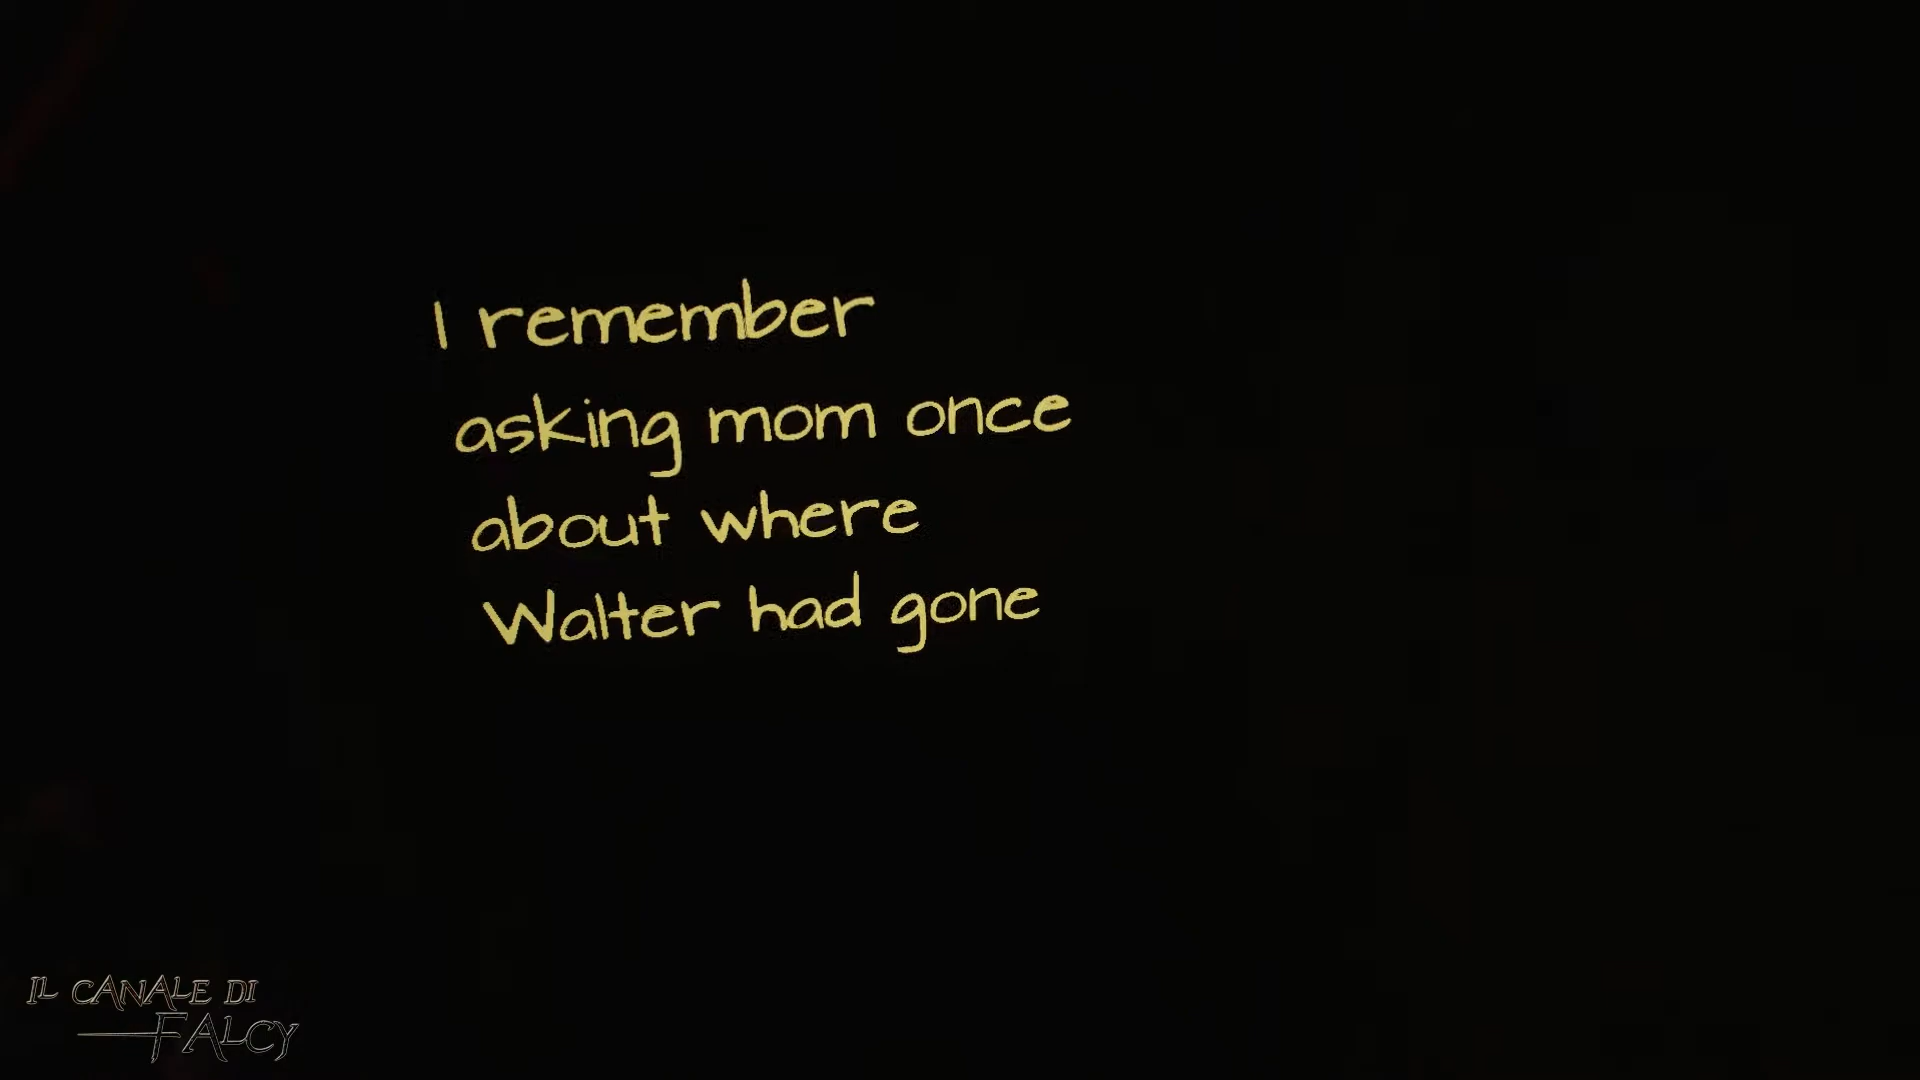 I remember
asking mom once
about where
Walter had gone
IL CANALE DI
FALCY